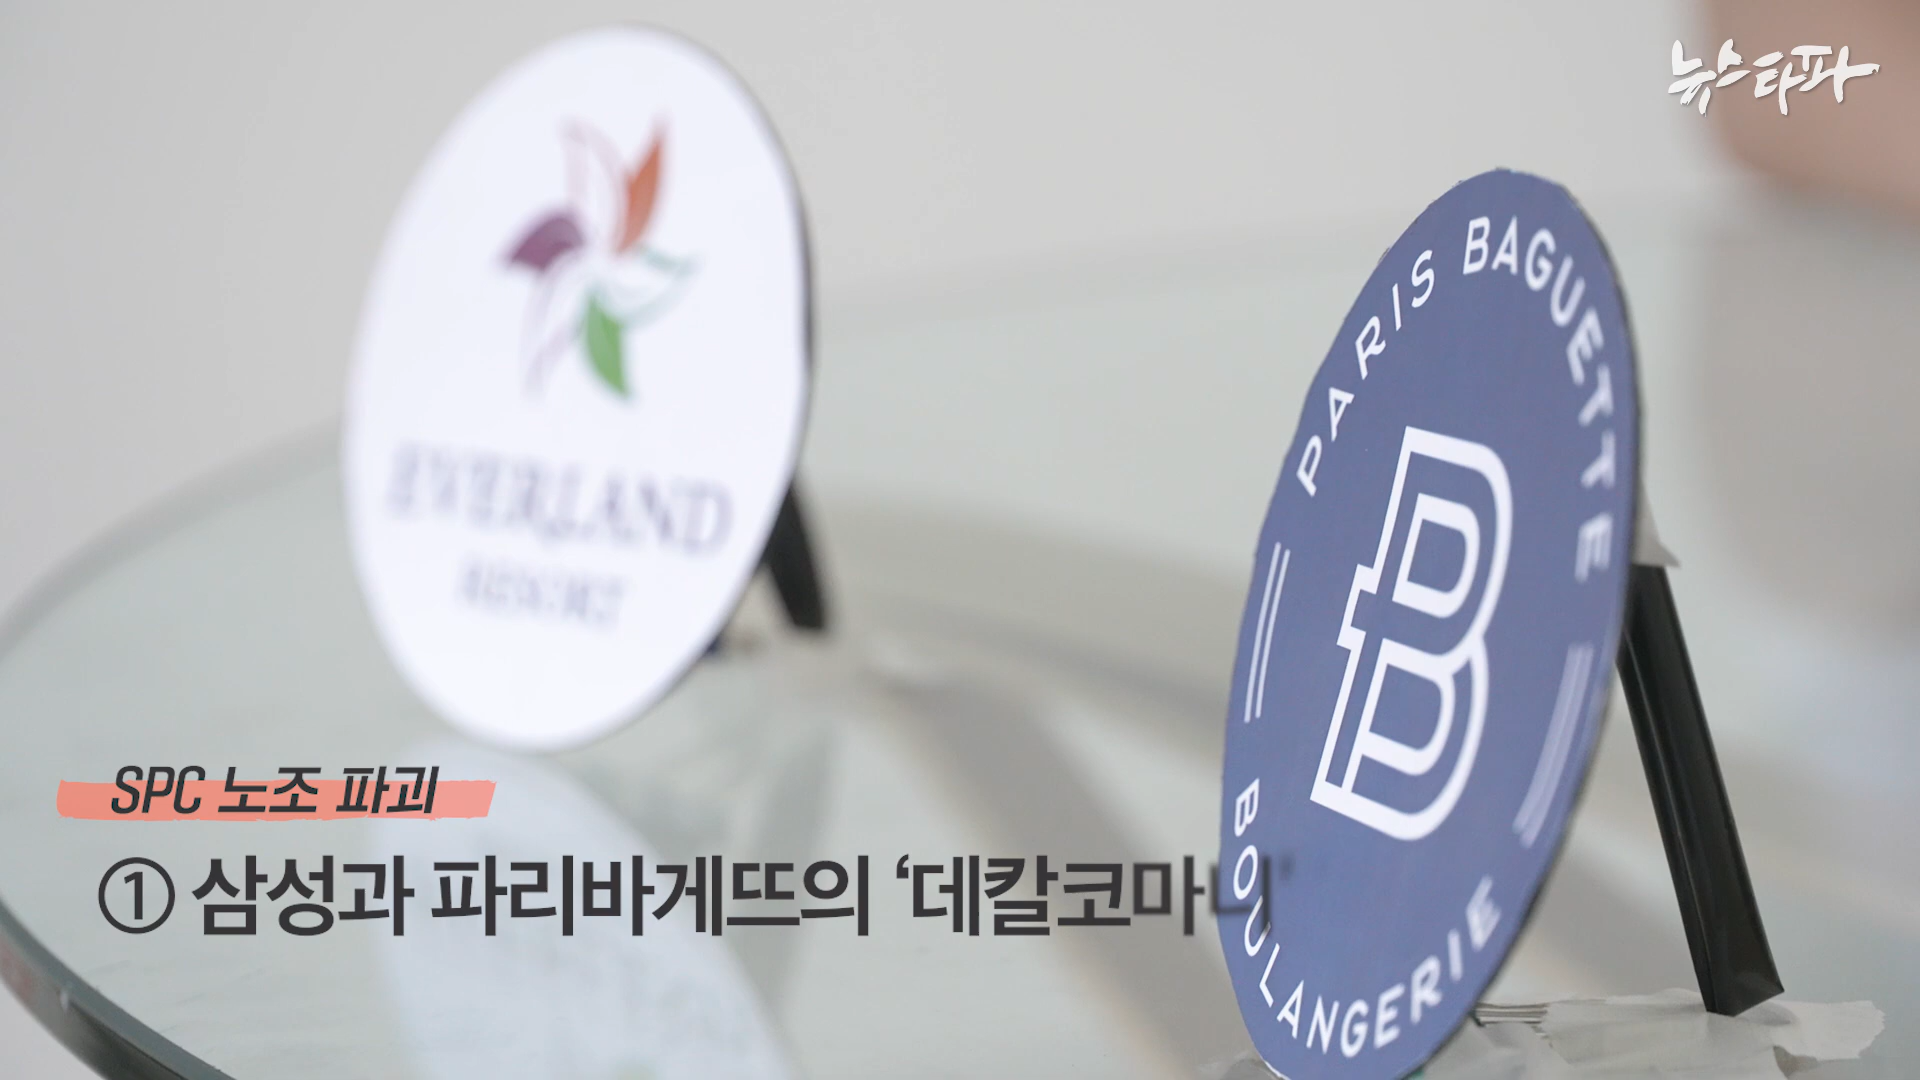 뉴스타파
EVERLAND
RESORT
PARIS BAGUETTE
B
BOULANGERIE
SPC 노조 파괴
① 삼성과 파리바게뜨의 ‘데칼코마니’